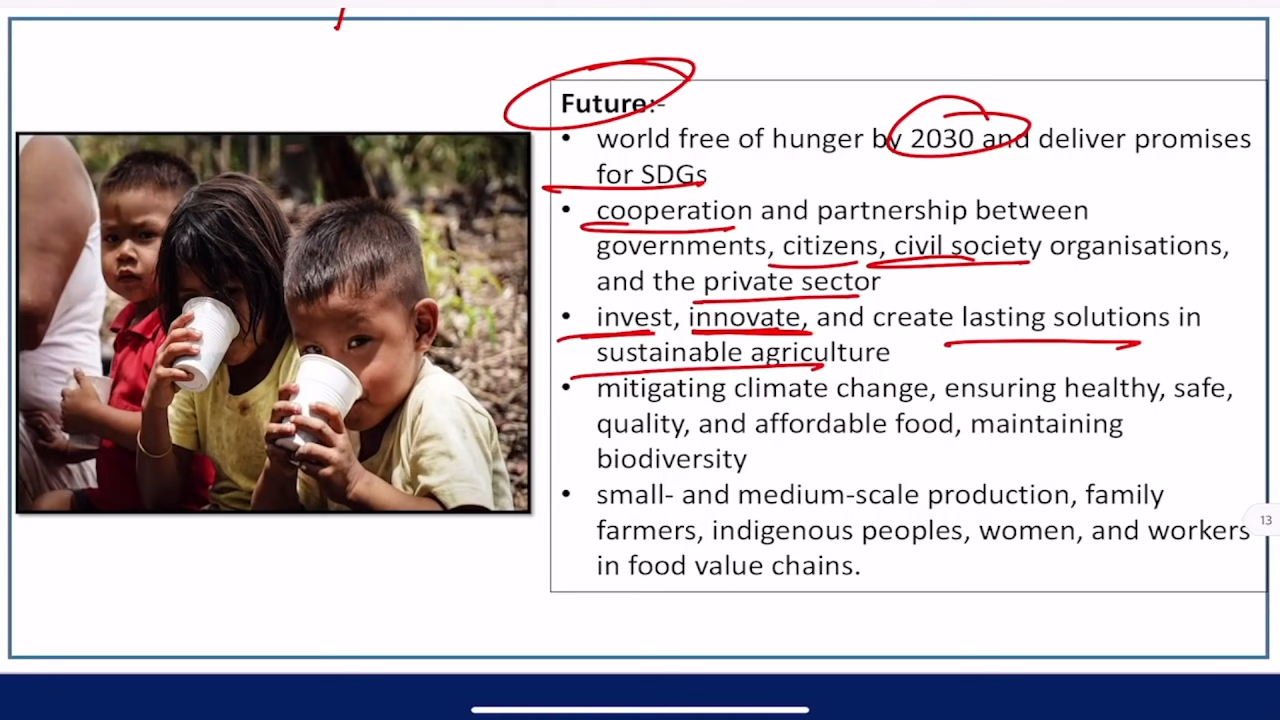 Future:-
• world free of hunger by 2030 and deliver promises
for SDGs
• cooperation and partnership between
governments, citizens, civil society organisations,
and the private sector
• invest, innovate, and create lasting solutions in
sustainable agriculture
• mitigating climate change, ensuring healthy, safe,
quality, and affordable food, maintaining
biodiversity
• small- and medium-scale production, family
farmers, indigenous peoples, women, and workers
in food value chains.
13